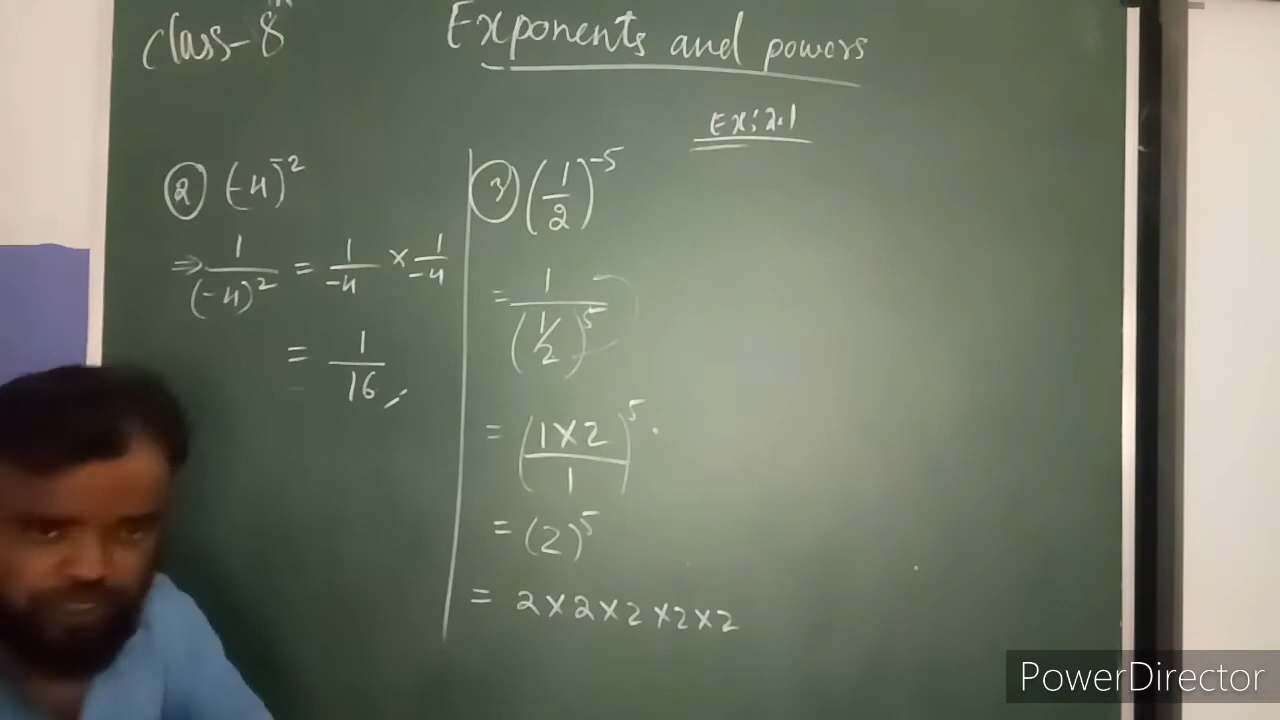 Class-8th
Exponents and powers
Ex: 2.1
② (-4)^-2
⇒ 1/(-4)^2 = 1/-4 × 1/-4
= 1/16
③ (1/2)^-5
= 1/(1/2)^5
= (1×2/1)^5
= (2)^5
= 2×2×2×2×2
PowerDirector